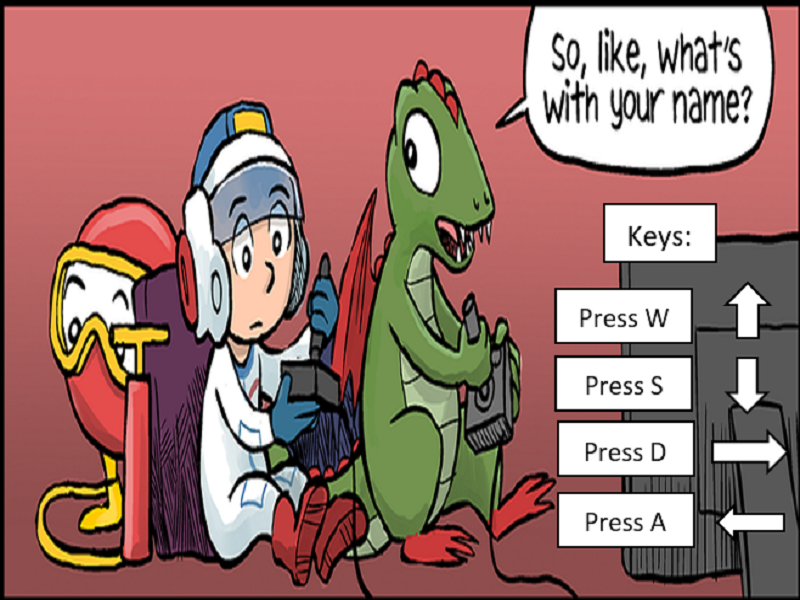 So, like, what's
with your name?
Keys:
Press W
Press S
Press D
Press A